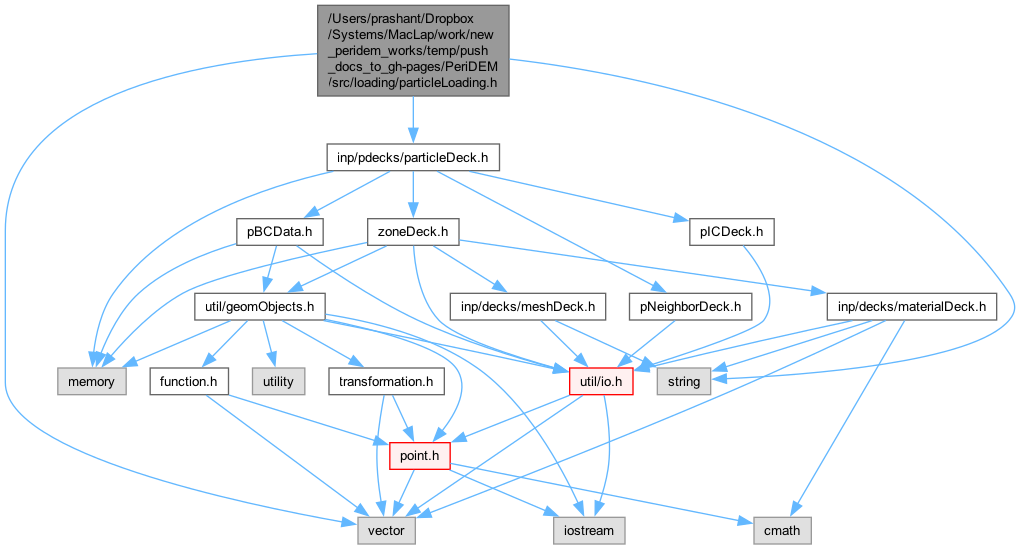 /Users/prashant/Dropbox
/Systems/MacLap/work/new
_peridem_works/temp/push
_docs_to_gh-pages/PeriDEM
/src/loading/particleLoading.h
inp/pdecks/particleDeck.h
pBCData.h
zoneDeck.h
pICDeck.h
util/geomObjects.h
inp/decks/meshDeck.h
pNeighborDeck.h
inp/decks/materialDeck.h
memory
function.h
utility
transformation.h
util/io.h
string
point.h
vector
iostream
cmath